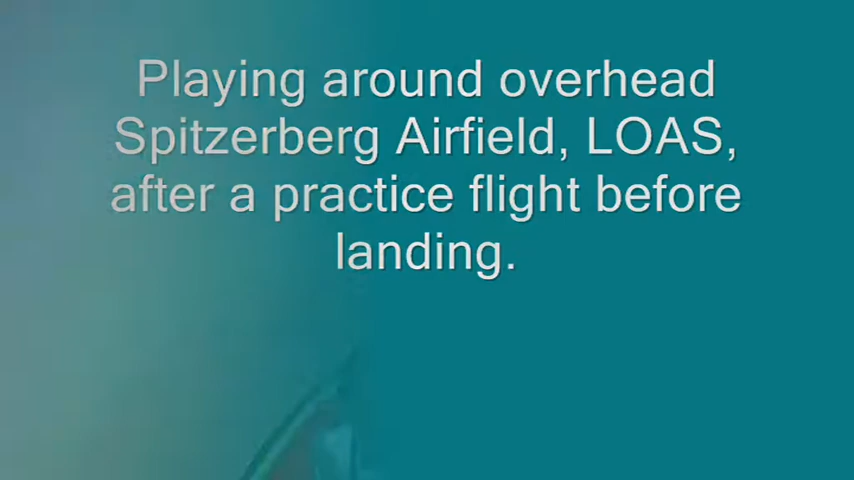 Playing around overhead
Spitzerberg Airfield, LOAS,
after a practice flight before
landing.